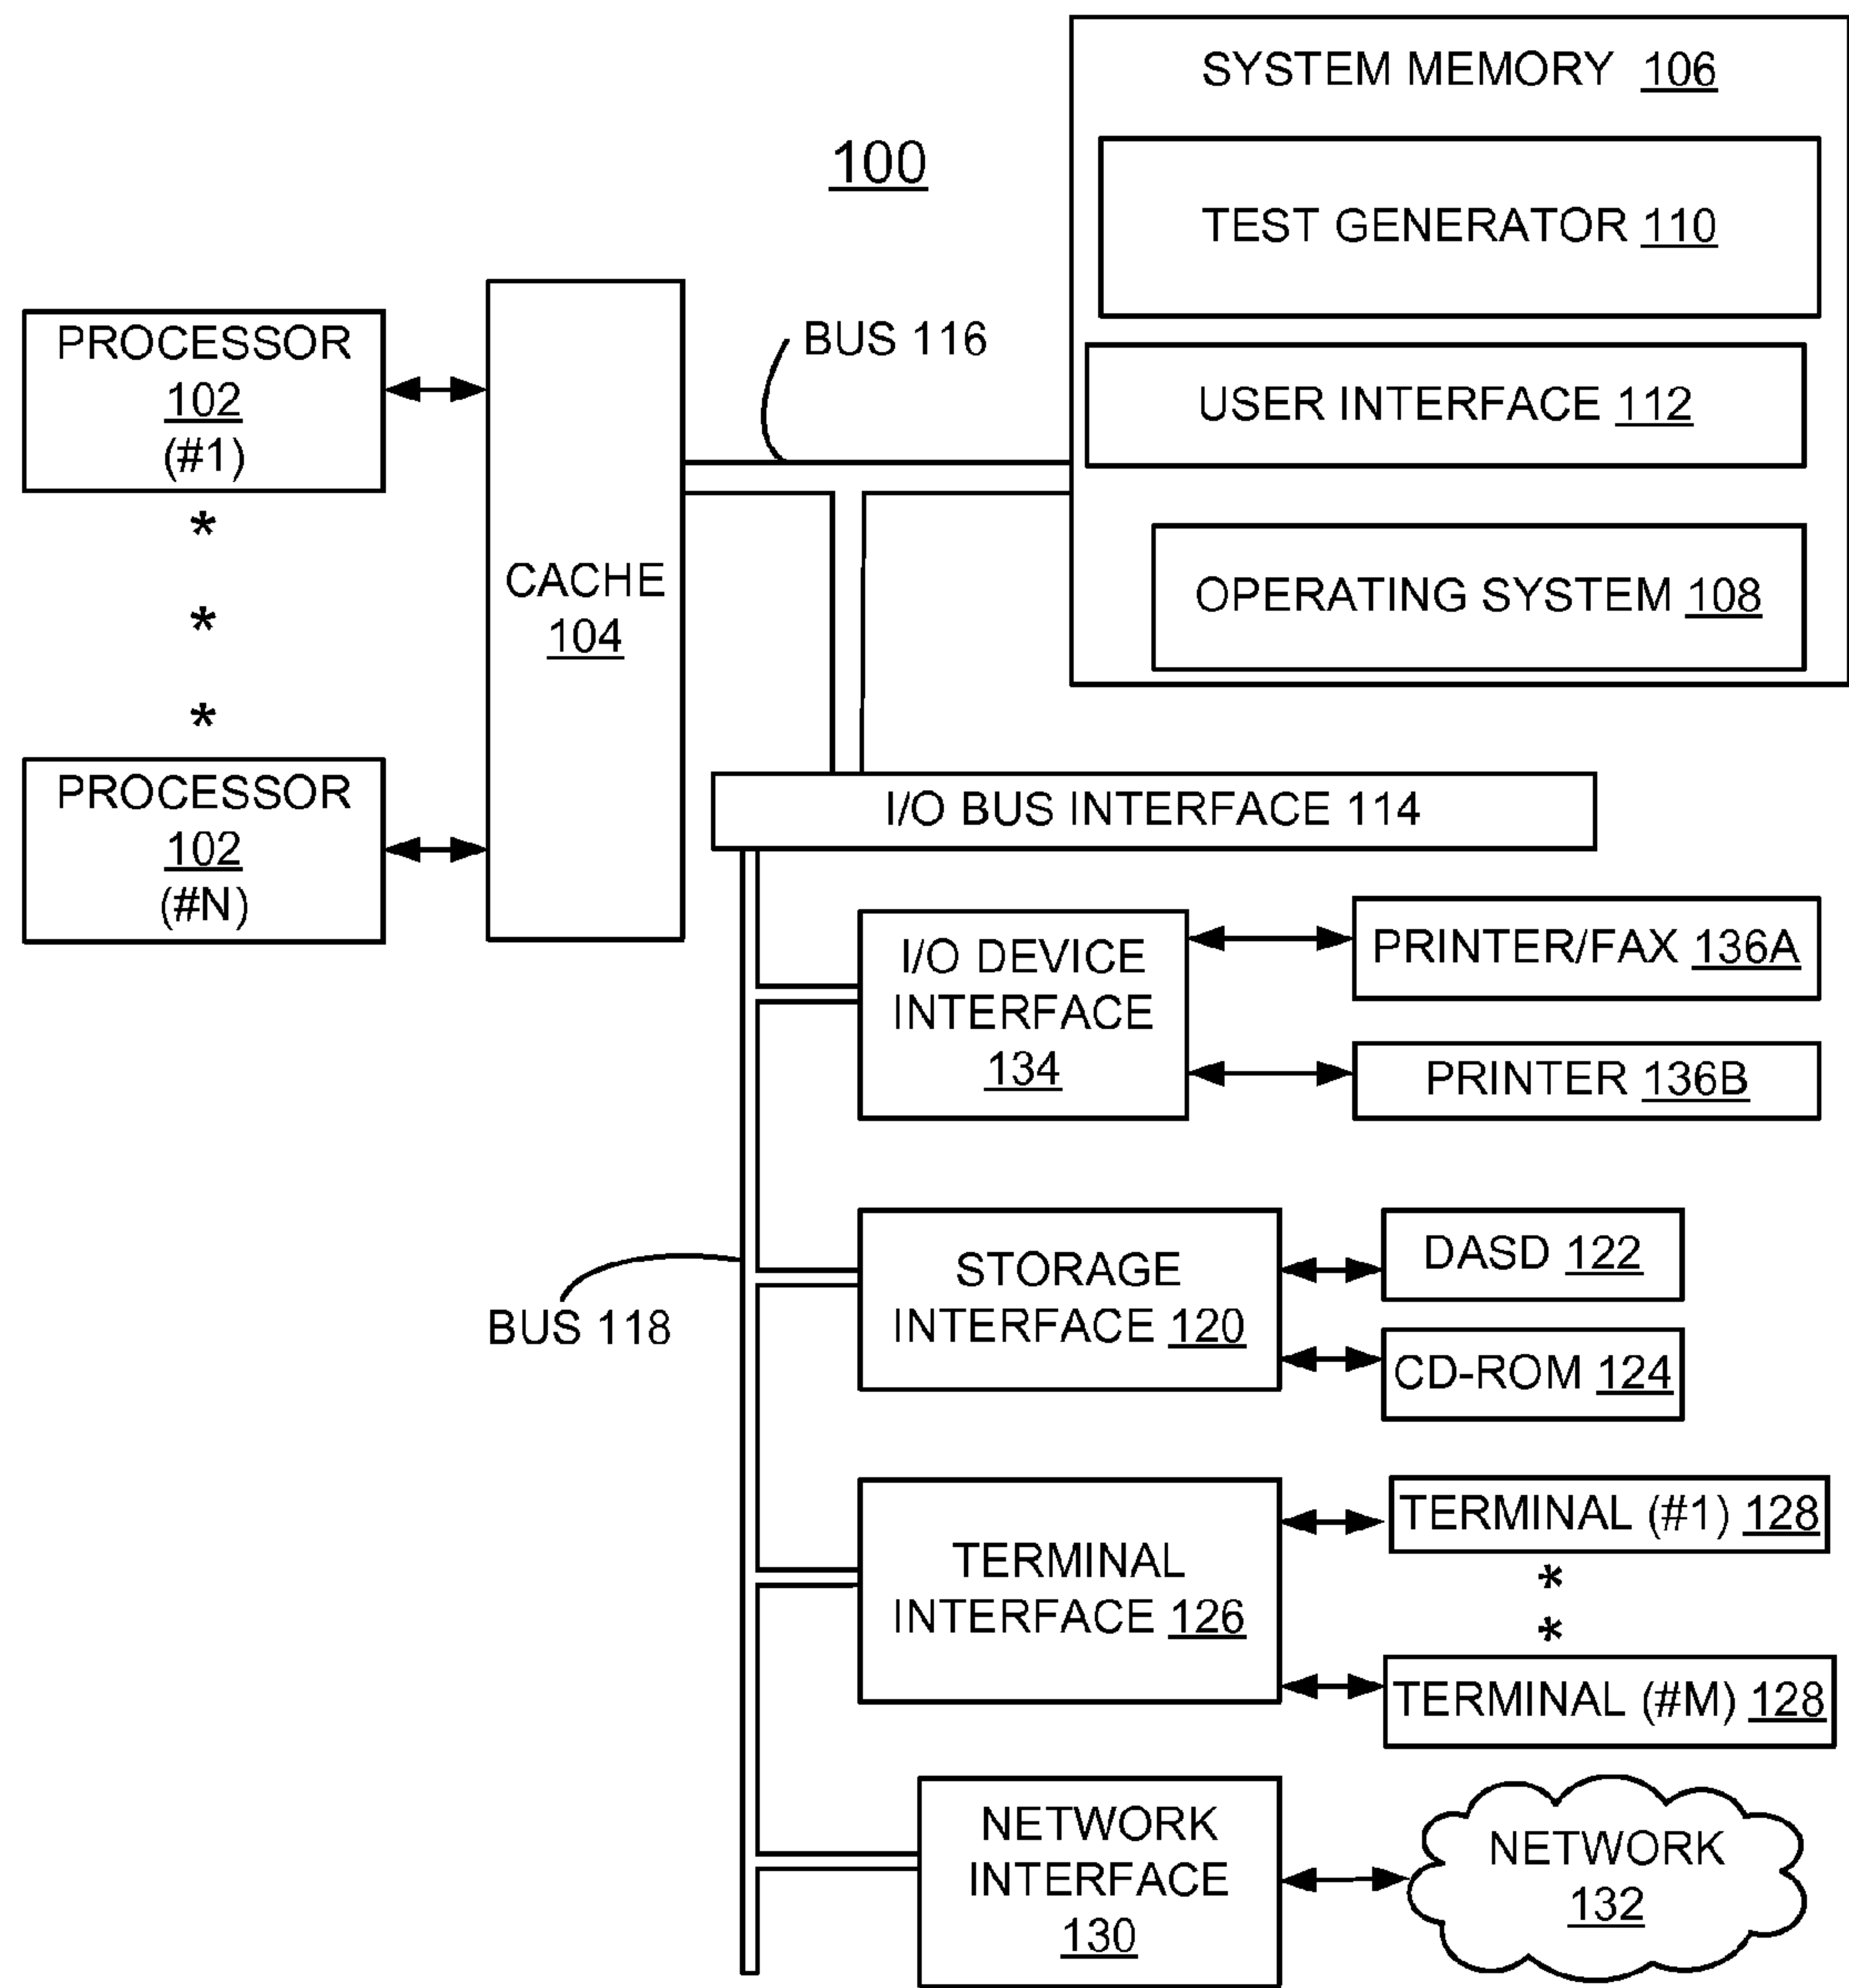 SYSTEM MEMORY 106
100
TEST GENERATOR 110
BUS 116
USER INTERFACE 112
OPERATING SYSTEM 108
PROCESSOR
102
(#1)
*
*
*
PROCESSOR
102
(#N)
CACHE
104
I/O BUS INTERFACE 114
I/O DEVICE
INTERFACE
134
PRINTER/FAX 136A
PRINTER 136B
BUS 118
STORAGE
INTERFACE 120
DASD 122
CD-ROM 124
TERMINAL
INTERFACE 126
TERMINAL (#1) 128
*
*
TERMINAL (#M) 128
NETWORK
INTERFACE
130
NETWORK
132